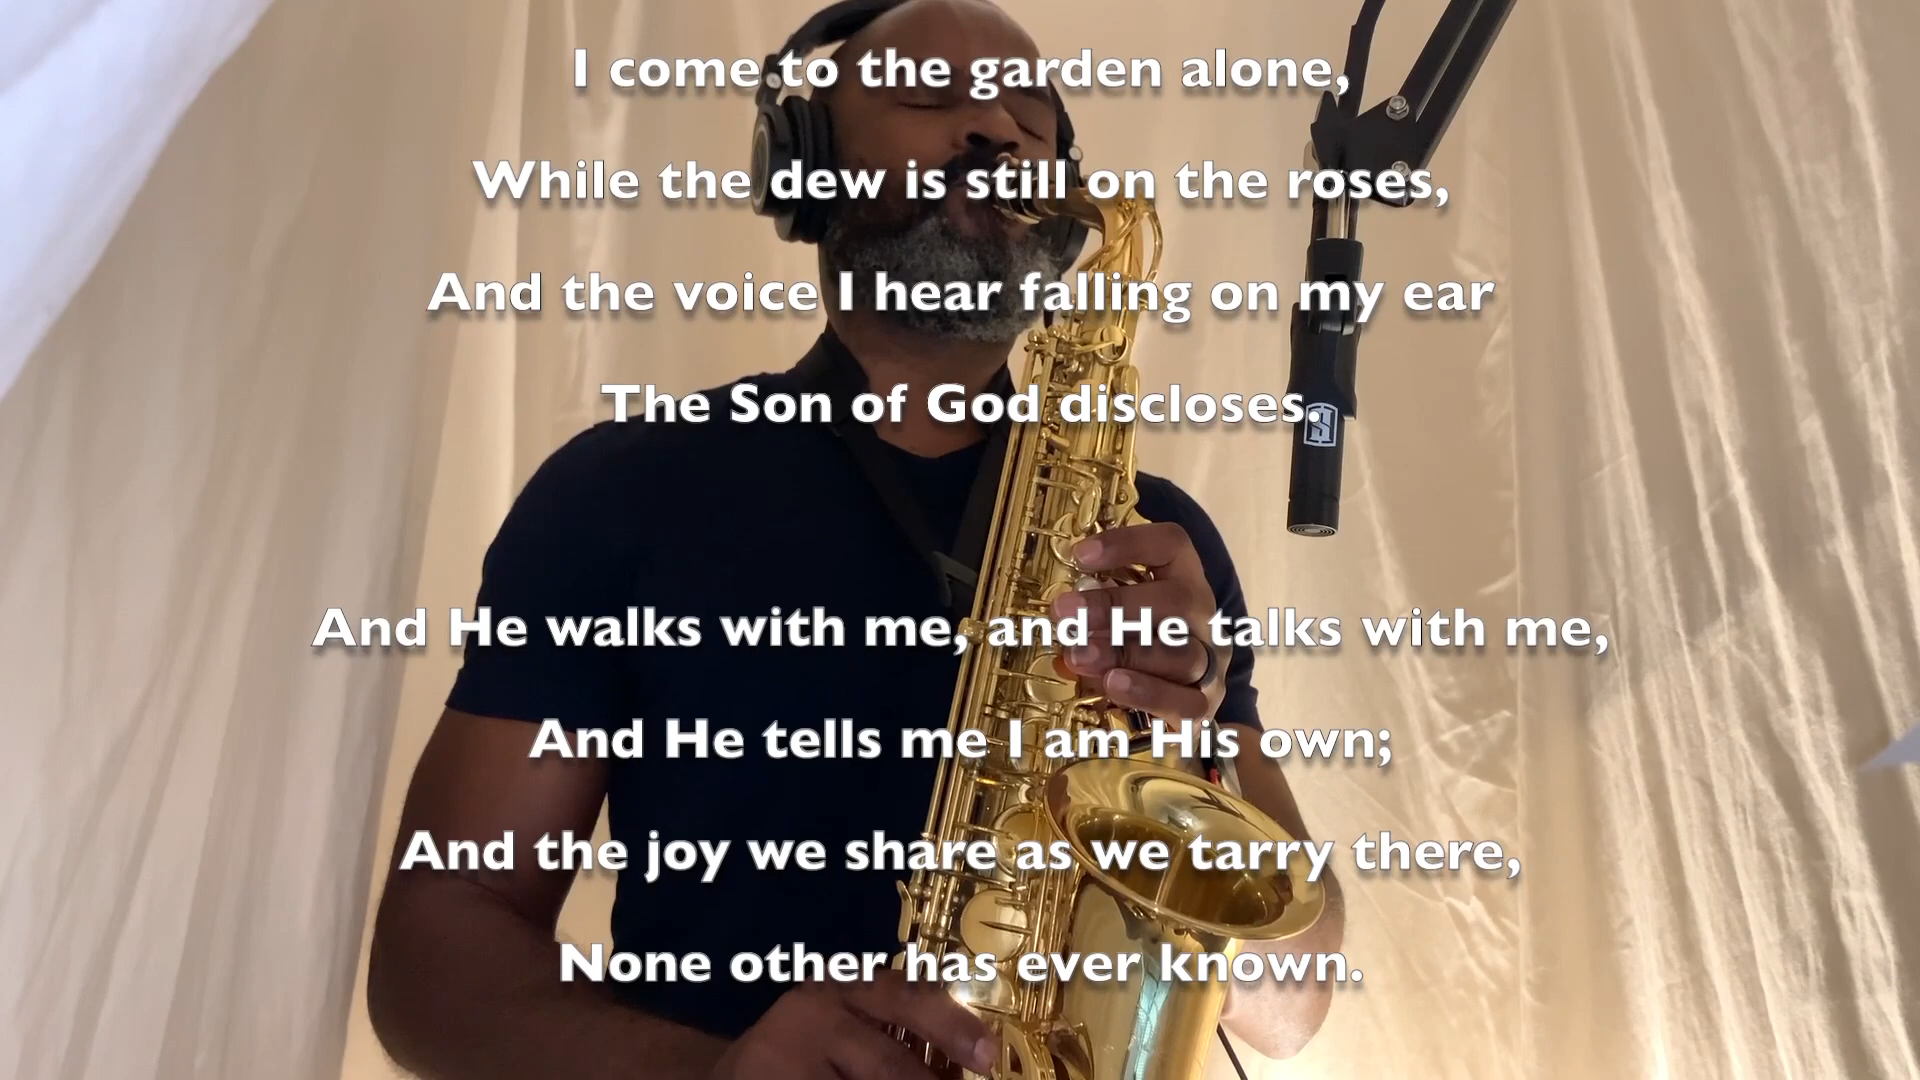 I come to the garden alone,
While the dew is still on the roses,
And the voice I hear falling on my ear
The Son of God discloses.
And He walks with me, and He talks with me,
And He tells me I am His own;
And the joy we share as we tarry there,
None other has ever known.